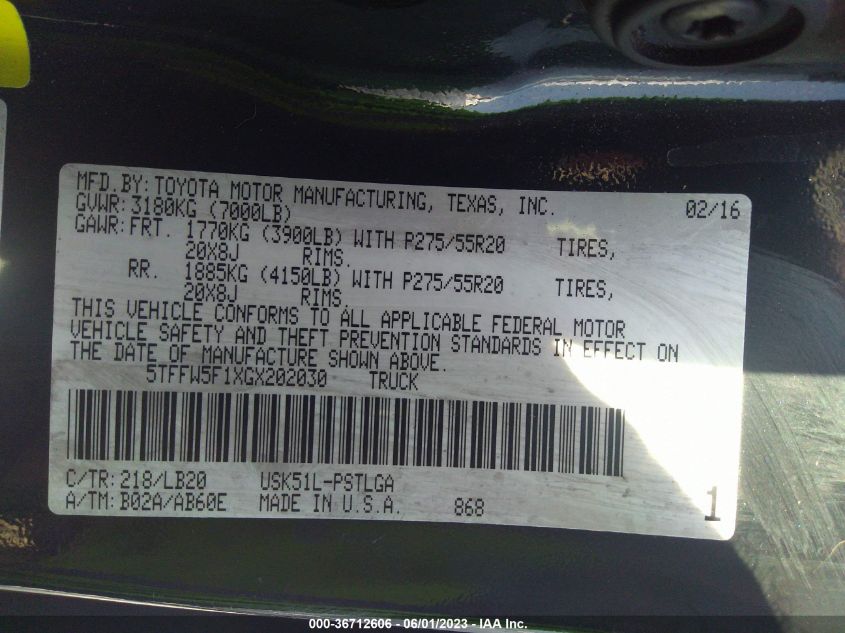 MFD.BY: TOYOTA MOTOR MANUFACTURING, TEXAS, INC. 02/16
GVWR: 3180KG (7000LB)
GAWR: FRT. 1770KG (3900LB) WITH P275/55R20 TIRES,
20X8J RIMS.
RR. 1885KG (4150LB) WITH P275/55R20 TIRES,
20X8J RIMS.
THIS VEHICLE CONFORMS TO ALL APPLICABLE FEDERAL MOTOR
VEHICLE SAFETY AND THEFT PREVENTION STANDARDS IN EFFECT ON
THE DATE OF MANUFACTURE SHOWN ABOVE.
5TFFW5F1XGX202030 TRUCK
C/TR: 218/LB20 USK51L-PSTLGA
A/TM: B02A/AB60E MADE IN U.S.A. 868 1
000-36712606 - 06/01/2023 - IAA Inc.